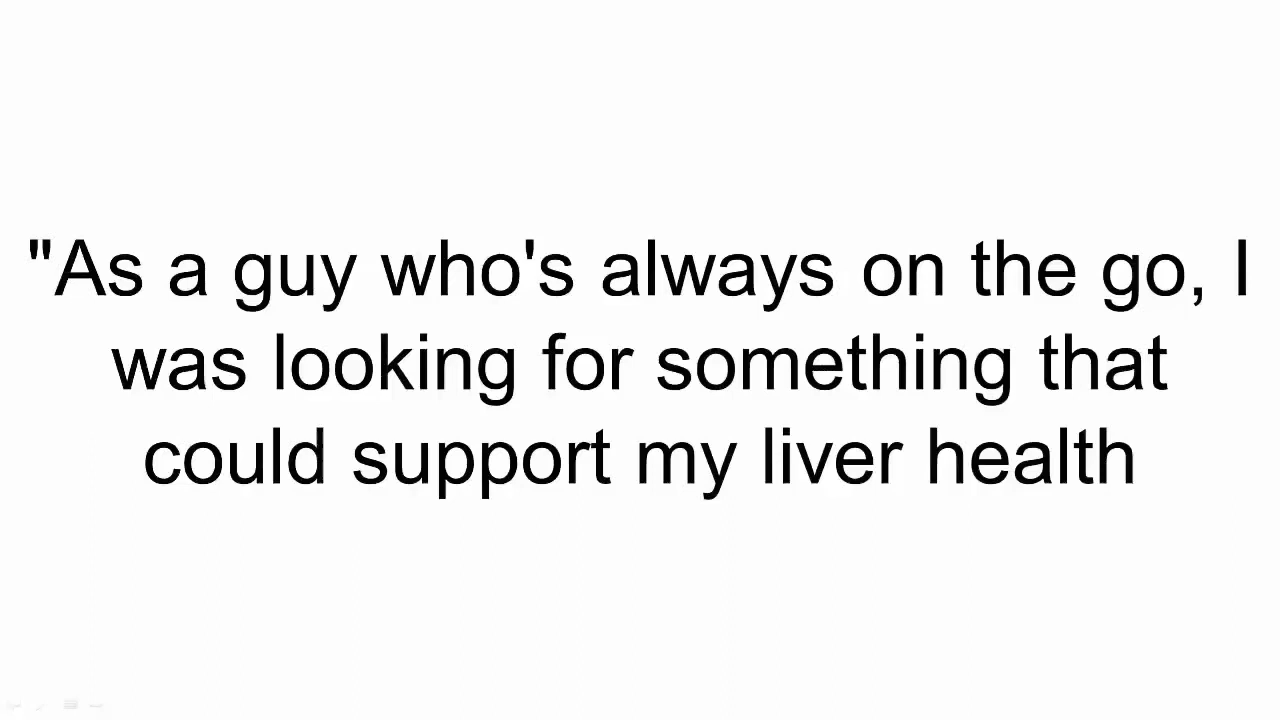 "As a guy who's always on the go, I
was looking for something that
could support my liver health